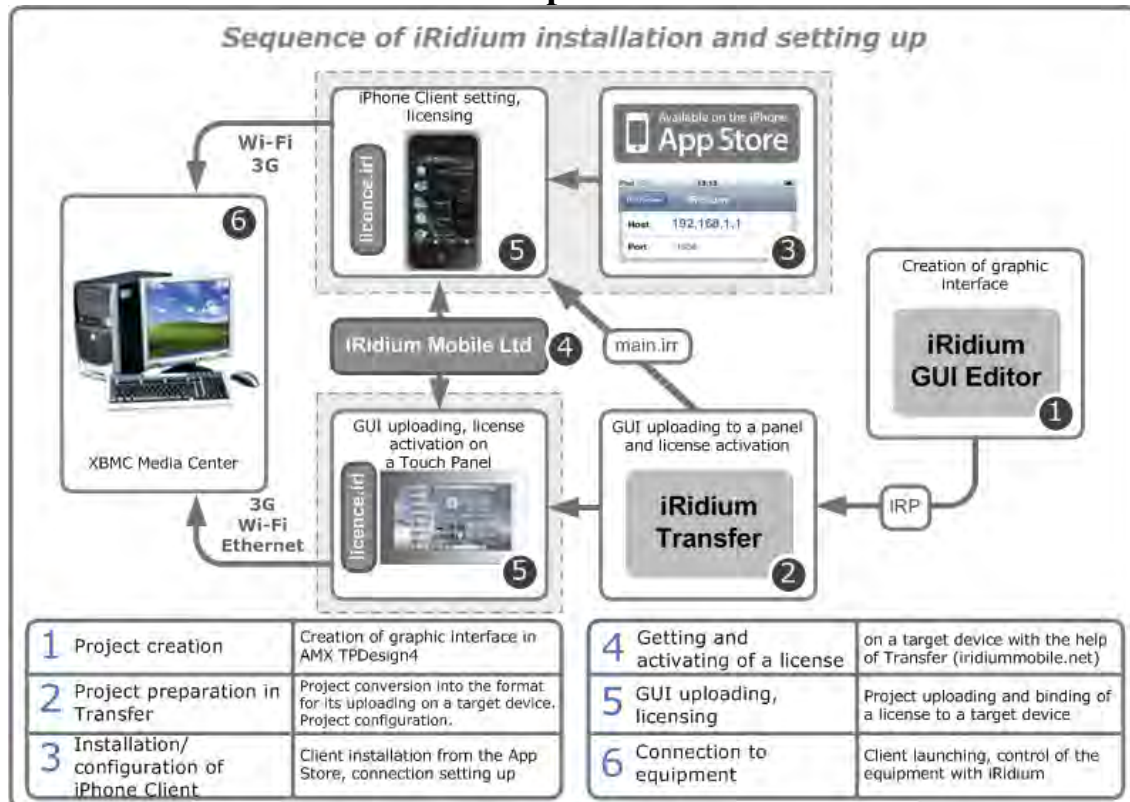 Sequence of iRidium installation and setting up
iPhone Client setting,
licensing
licence.irl
5
Available on the iPhone
App Store
13:13
iRidium
Host 192.168.1.1
Port
3
Wi-Fi
3G
6
XBMC Media Center
Creation of graphic
interface
iRidium
GUI Editor
1
iRidium Mobile Ltd
4
main.irr
GUI uploading, license
activation on
a Touch Panel
licence.irl
5
GUI uploading to a panel
and license activation
iRidium
Transfer
2
IRP
3G
Wi-Fi
Ethernet
1 Project creation
Creation of graphic interface in
AMX TPDesign4
2 Project preparation in
Transfer
Project conversion into the format
for its uploading on a target device.
Project configuration.
3 Installation/
configuration of
iPhone Client
Client installation from the App
Store, connection setting up
4 Getting and
activating of a license
on a target device with the help
of Transfer (iridiummobile.net)
5 GUI uploading,
licensing
Project uploading and binding of
a license to a target device
6 Connection to
equipment
Client launching, control of the
equipment with iRidium